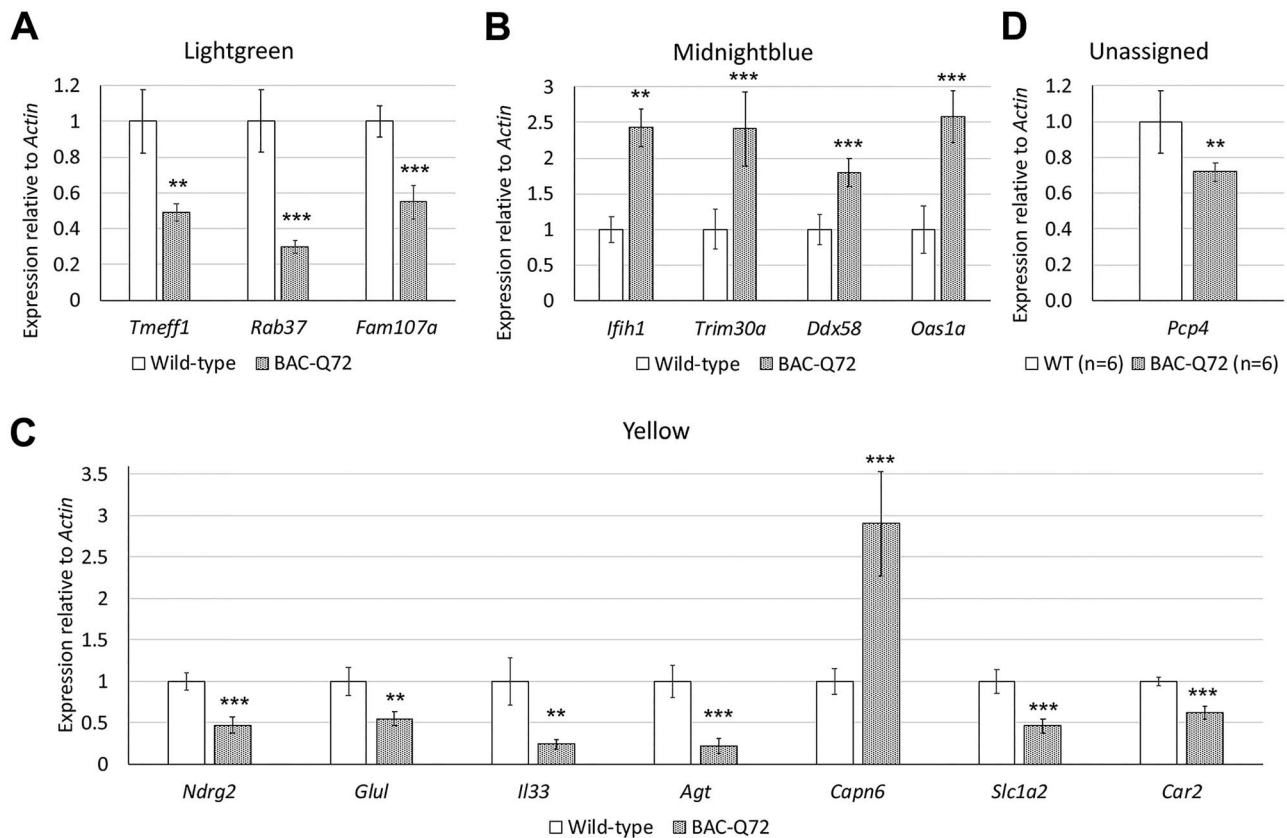 A
Lightgreen
Expression relative to Actin
1.2
1
0.8
0.6
0.4
0.2
0
**
***
***
Tmeff1 Rab37 Fam107a
Wild-type BAC-Q72
B
Midnightblue
Expression relative to Actin
3
2.5
2
1.5
1
0.5
0
**
***
***
***
Ifih1 Trim30a Ddx58 Oas1a
Wild-type BAC-Q72
D
Unassigned
Expression relative to Actin
1.2
1.0
0.8
0.6
0.4
0.2
0.0
**
Pcp4
WT (n=6) BAC-Q72 (n=6)
C
Yellow
Expression relative to Actin
3.5
3
2.5
2
1.5
1
0.5
0
***
**
**
***
***
***
***
Ndrg2 Glul Il33 Agt Capn6 Slc1a2 Car2
Wild-type BAC-Q72